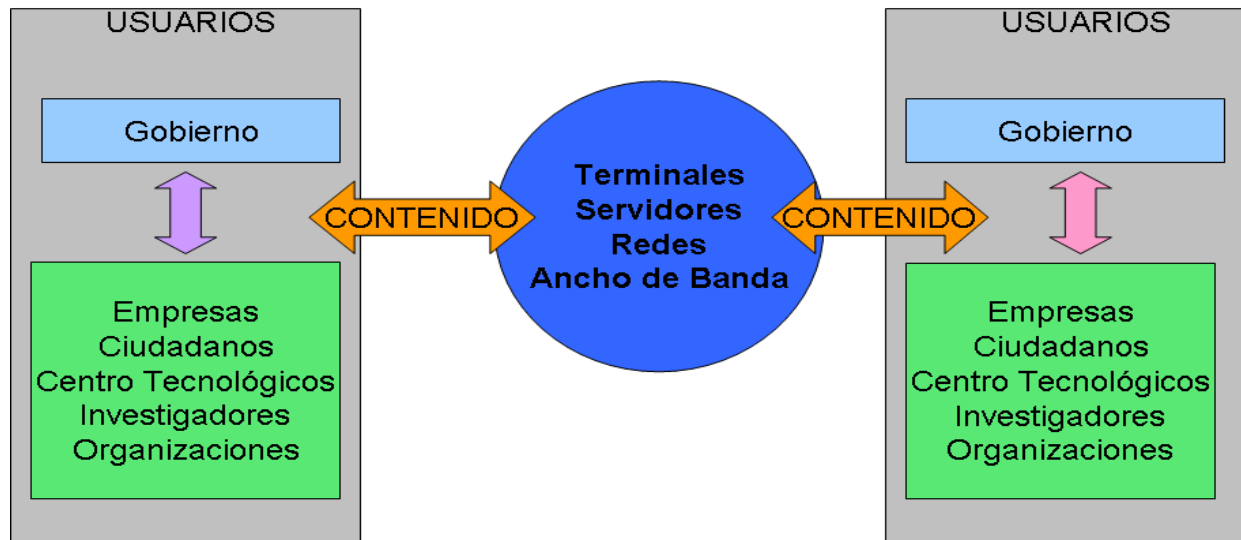 USUARIOS
Gobierno
CONTENIDO
Empresas
Ciudadanos
Centro Tecnológicos
Investigadores
Organizaciones
Terminales
Servidores
Redes
Ancho de Banda
USUARIOS
Gobierno
CONTENIDO
Empresas
Ciudadanos
Centro Tecnológicos
Investigadores
Organizaciones